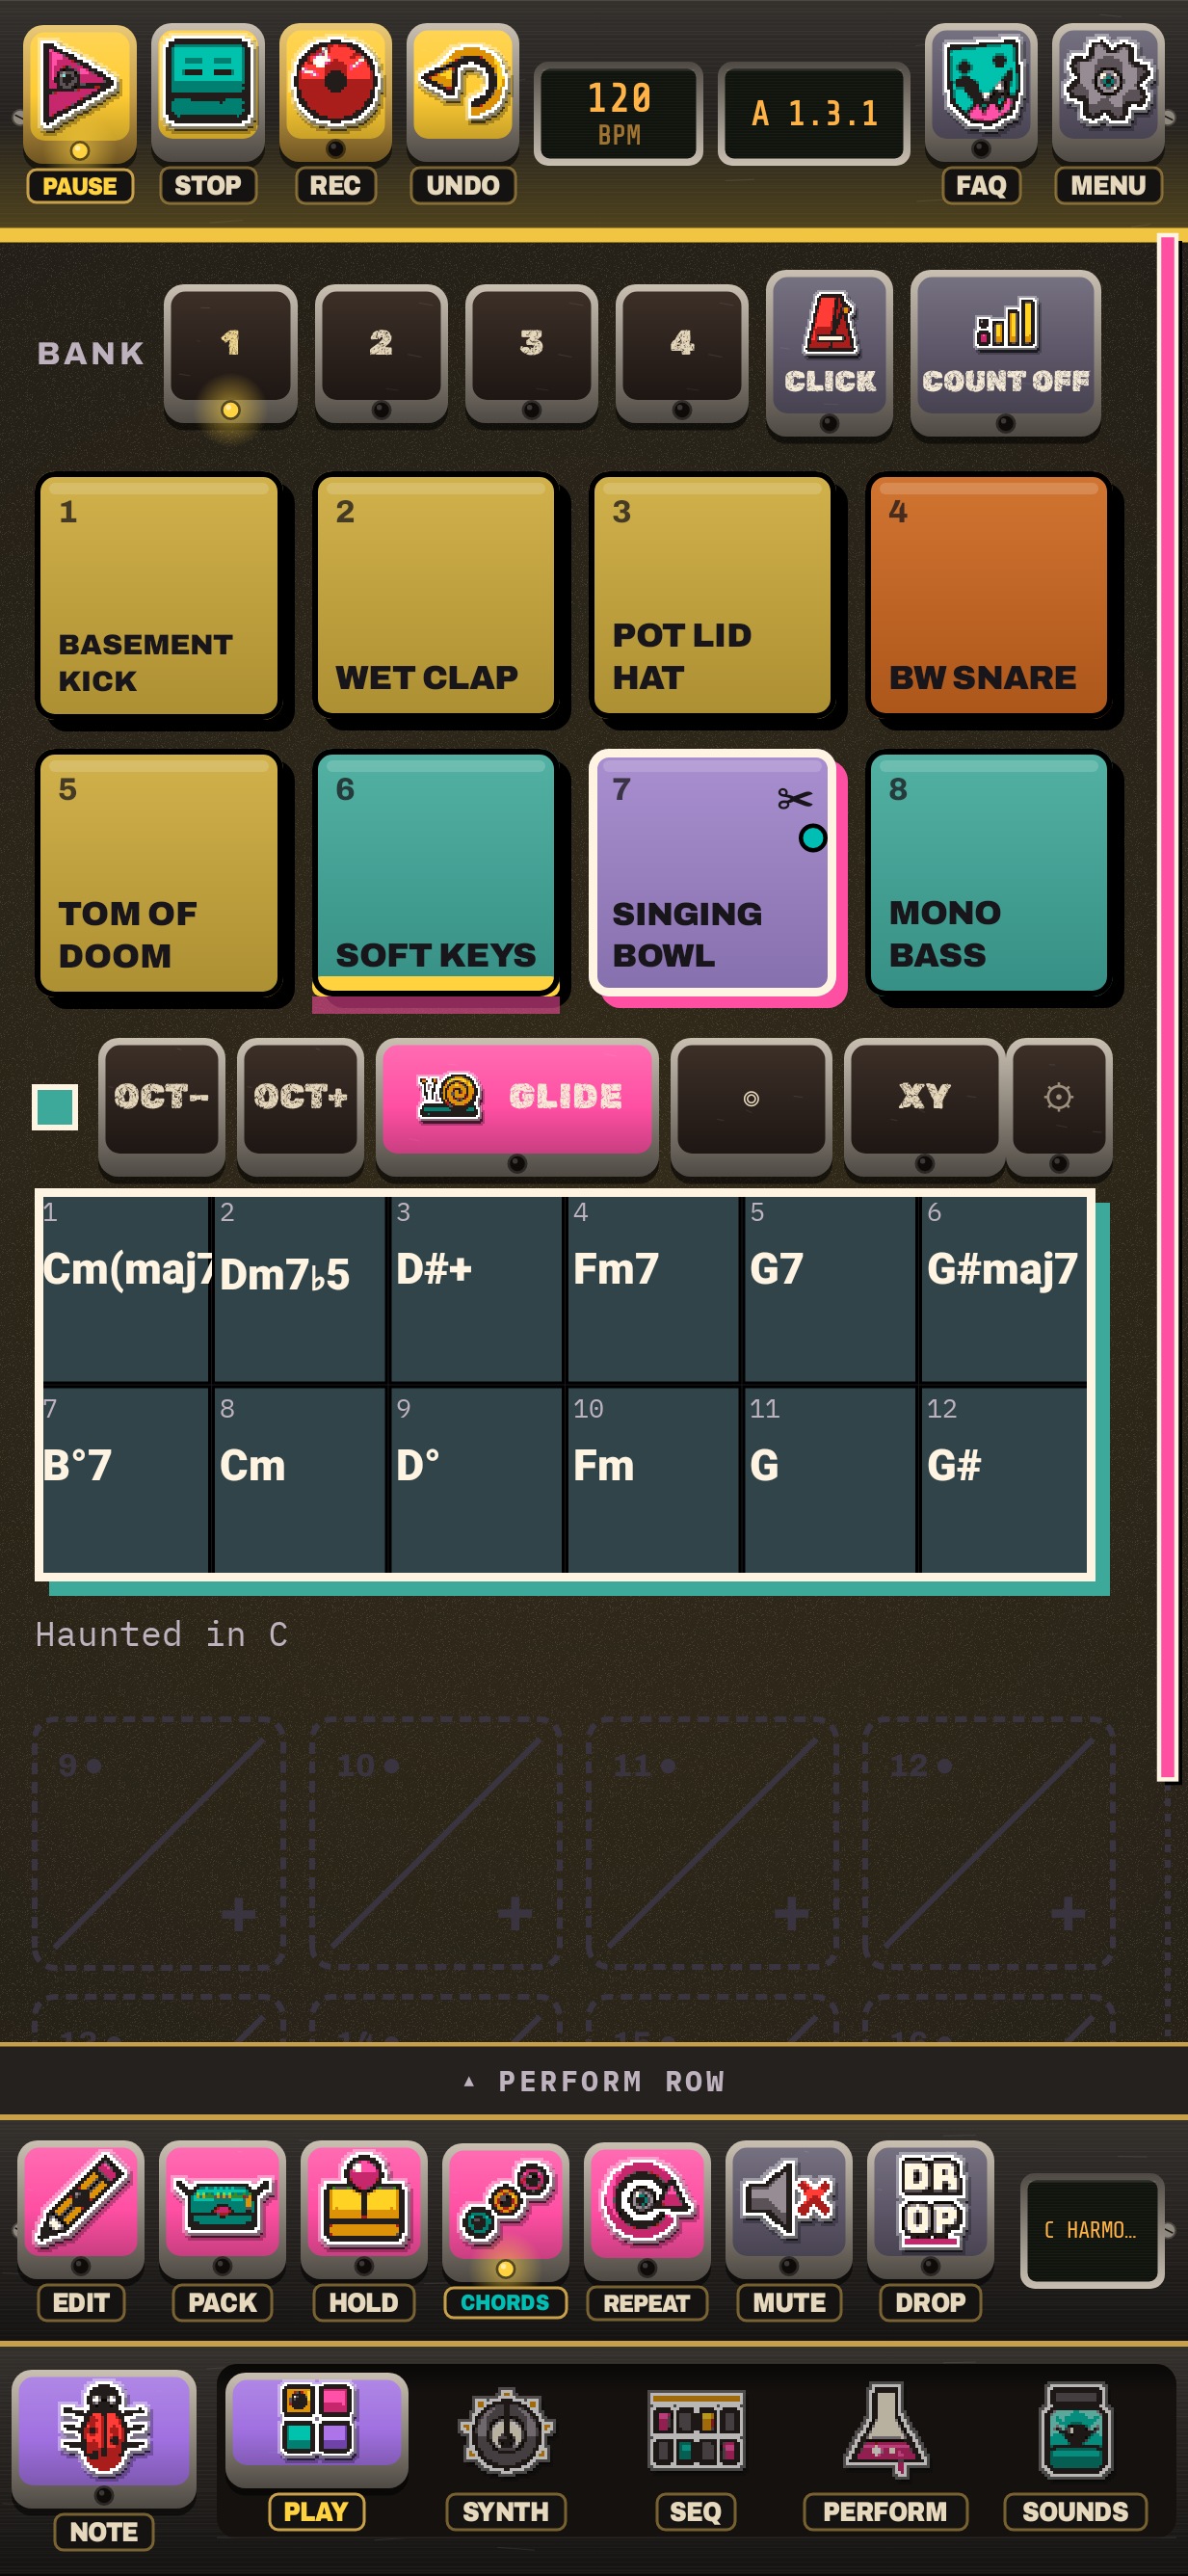 120
BPM
A 1.3.1
PAUSE
STOP
REC
UNDO
FAQ
MENU
BANK
1
2
3
4
CLICK
COUNT OFF
1
BASEMENT
KICK
2
WET CLAP
3
POT LID
HAT
4
BW SNARE
5
TOM OF
DOOM
6
SOFT KEYS
7
SINGING
BOWL
8
MONO
BASS
OCT-
OCT+
GLIDE
XY
1
Cm(maj7
2
Dm7♭5
3
D#+
4
Fm7
5
G7
6
G#maj7
7
B°7
8
Cm
9
D°
10
Fm
11
G
12
G#
Haunted in C
9
10
11
12
13
14
15
16
▲ PERFORM ROW
DR
OP
C HARMO…
EDIT
PACK
HOLD
CHORDS
REPEAT
MUTE
DROP
NOTE
PLAY
SYNTH
SEQ
PERFORM
SOUNDS